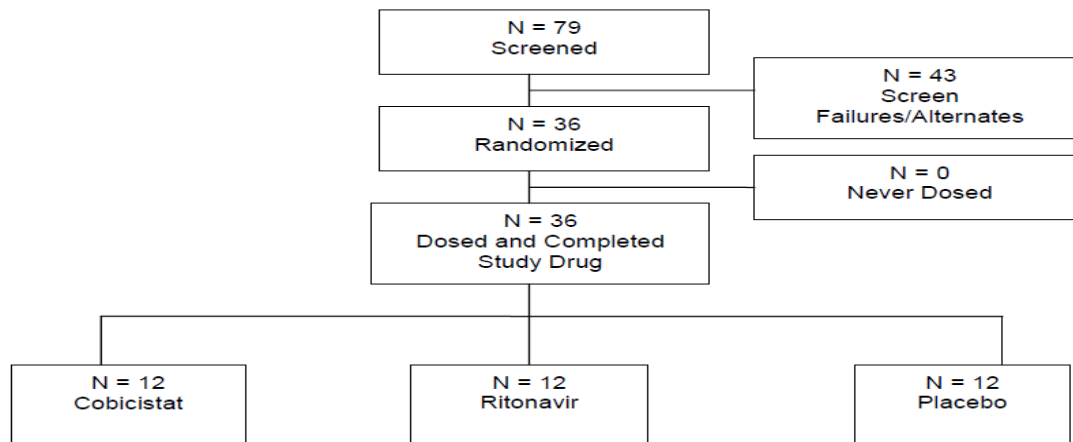 N = 79
Screened
N = 43
Screen
Failures/Alternates
N = 36
Randomized
N = 0
Never Dosed
N = 36
Dosed and Completed
Study Drug
N = 12
Cobicistat
N = 12
Ritonavir
N = 12
Placebo